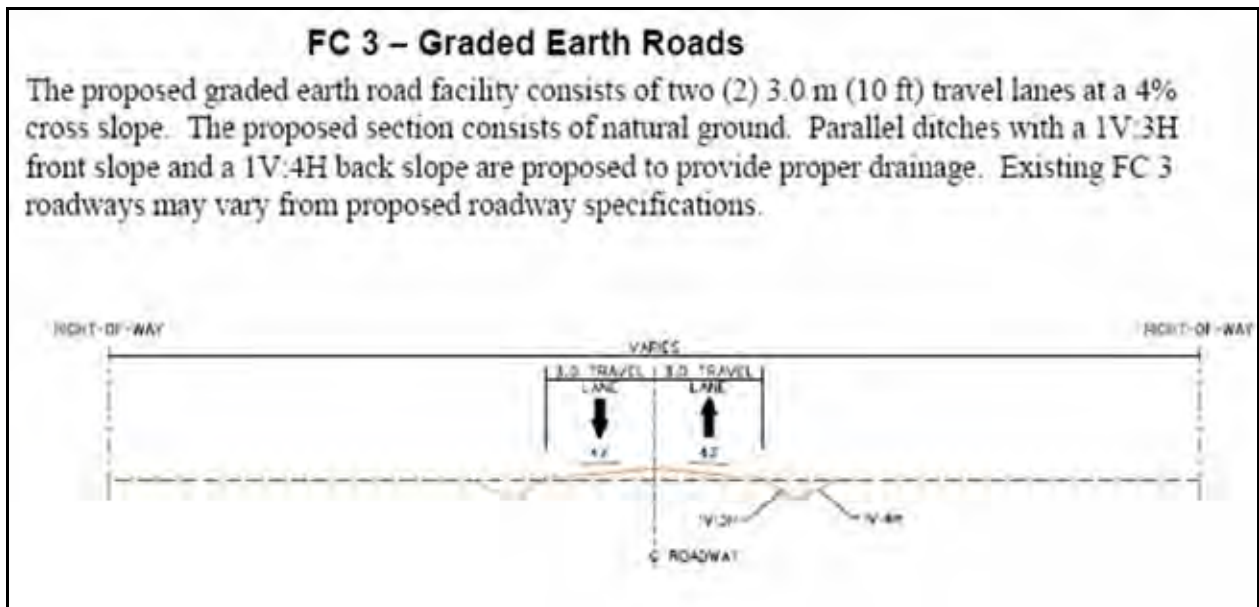 FC 3 – Graded Earth Roads
The proposed graded earth road facility consists of two (2) 3.0 m (10 ft) travel lanes at a 4%
cross slope. The proposed section consists of natural ground. Parallel ditches with a 1V:3H
front slope and a 1V:4H back slope are proposed to provide proper drainage. Existing FC 3
roadways may vary from proposed roadway specifications.
RIGHT-OF-WAY
RIGHT-OF-WAY
VARIES
3.0 TRAVEL LANE
3.0 TRAVEL LANE
1V:3H
1V:4H
ROADWAY